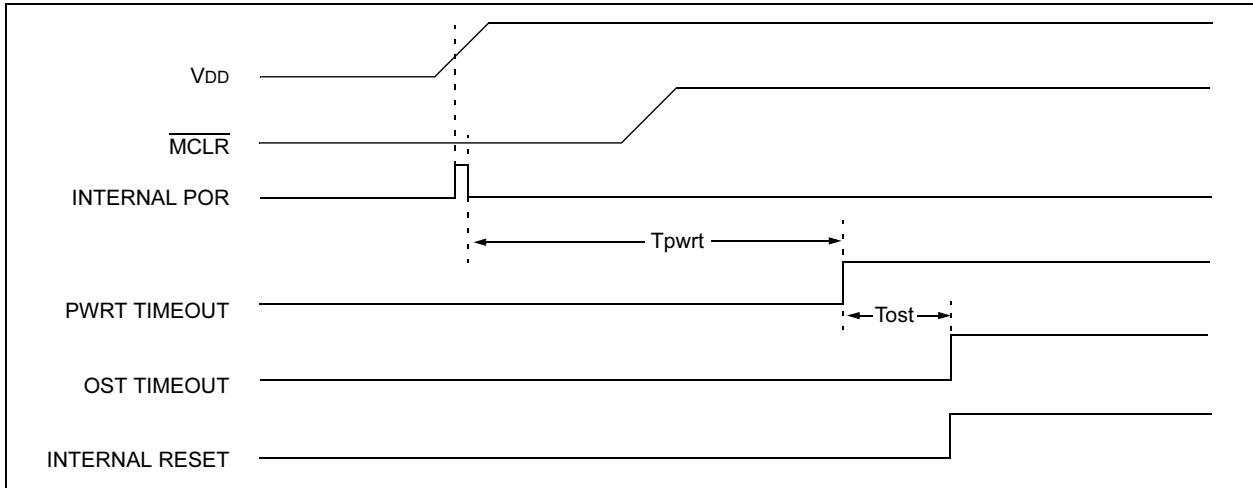 VDD
MCLR
INTERNAL POR
Tpwrt
PWRT TIMEOUT
Tost
OST TIMEOUT
INTERNAL RESET